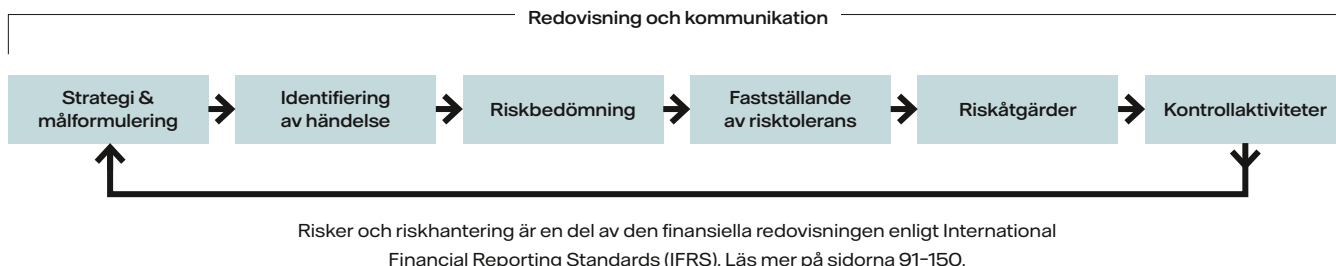 Redovisning och kommunikation
Strategi &
målformulering
Identifiering
av händelse
Riskbedömning
Fastställande
av risktolerans
Riskåtgärder
Kontrollaktiviteter
Risker och riskhantering är en del av den finansiella redovisningen enligt International
Financial Reporting Standards (IFRS). Läs mer på sidorna 91–150.